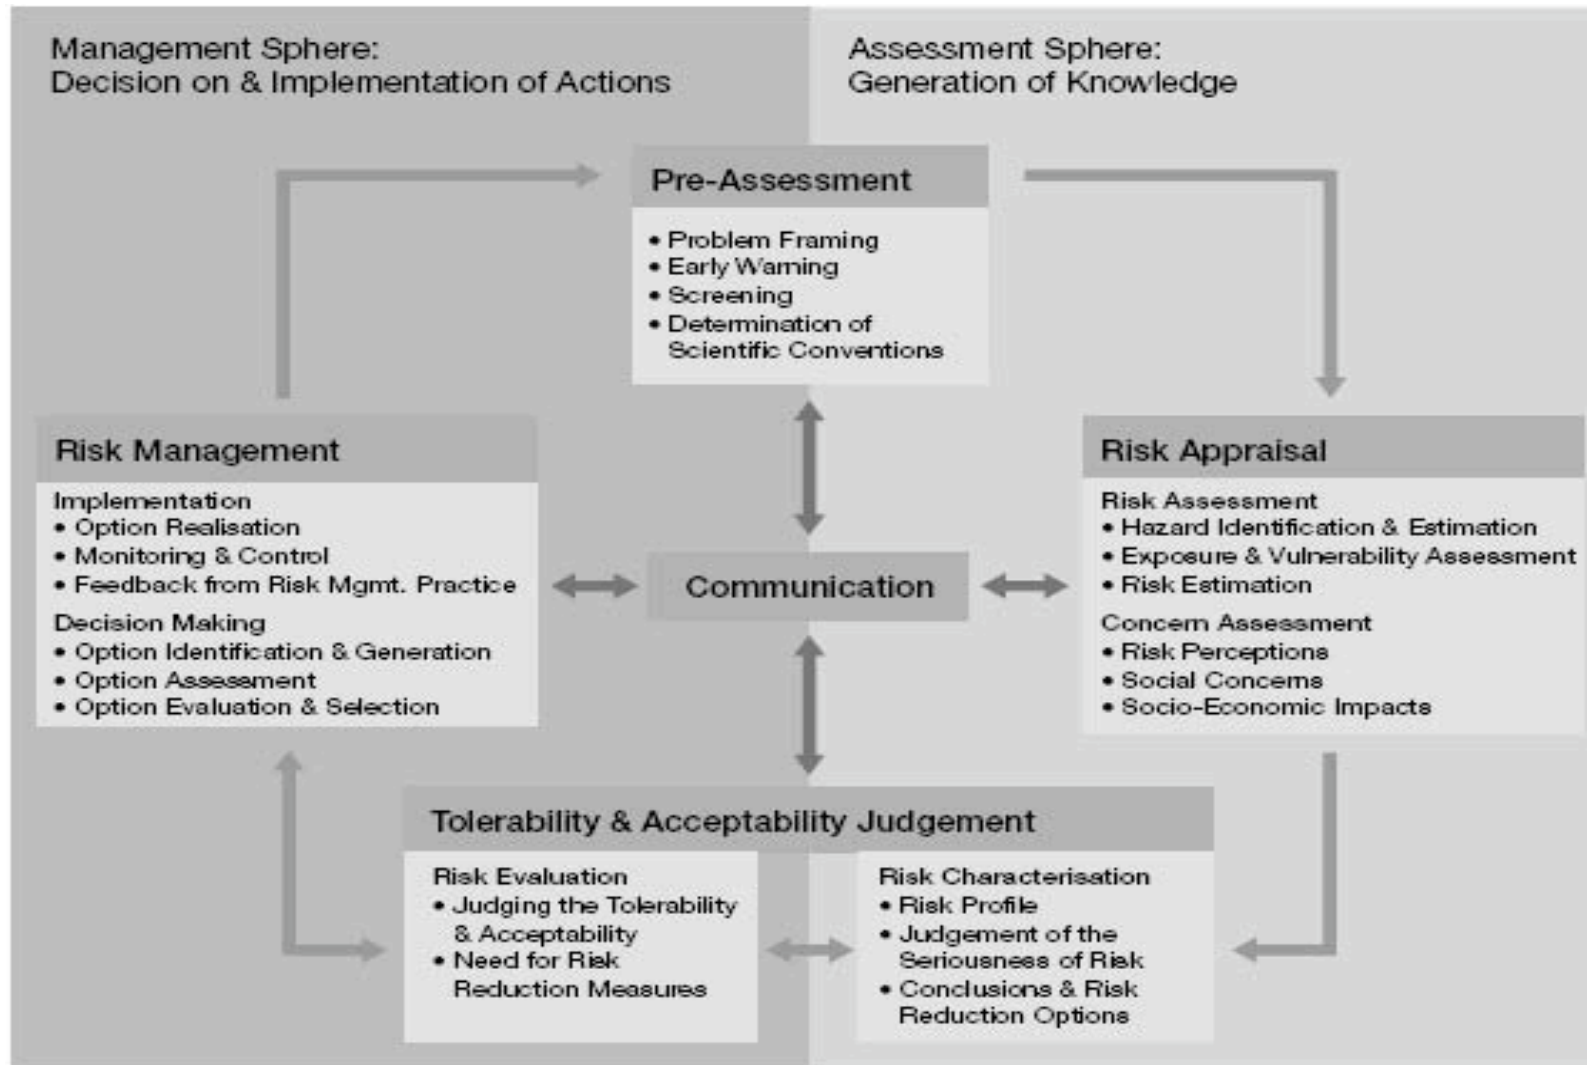 Management Sphere:
Decision on & Implementation of Actions
Assessment Sphere:
Generation of Knowledge
Pre-Assessment
• Problem Framing
• Early Warning
• Screening
• Determination of
Scientific Conventions
Risk Management
Implementation
• Option Realisation
• Monitoring & Control
• Feedback from Risk Mgmt. Practice
Decision Making
• Option Identification & Generation
• Option Assessment
• Option Evaluation & Selection
Communication
Risk Appraisal
Risk Assessment
• Hazard Identification & Estimation
• Exposure & Vulnerability Assessment
• Risk Estimation
Concern Assessment
• Risk Perceptions
• Social Concerns
• Socio-Economic Impacts
Tolerability & Acceptability Judgement
Risk Evaluation
• Judging the Tolerability
& Acceptability
• Need for Risk
Reduction Measures
Risk Characterisation
• Risk Profile
• Judgement of the
Seriousness of Risk
• Conclusions & Risk
Reduction Options